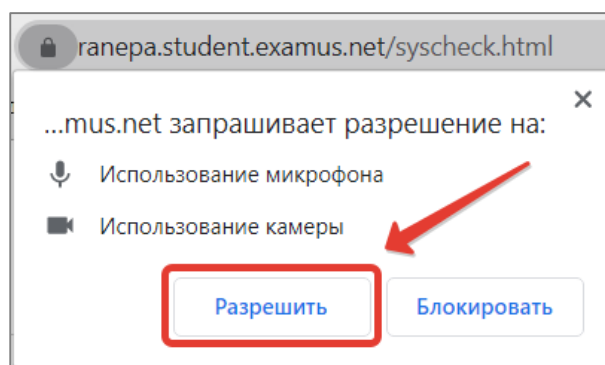 ranepa.student.examus.net/syscheck.html
...mus.net запрашивает разрешение на:
Использование микрофона
Использование камеры
Разрешить Блокировать